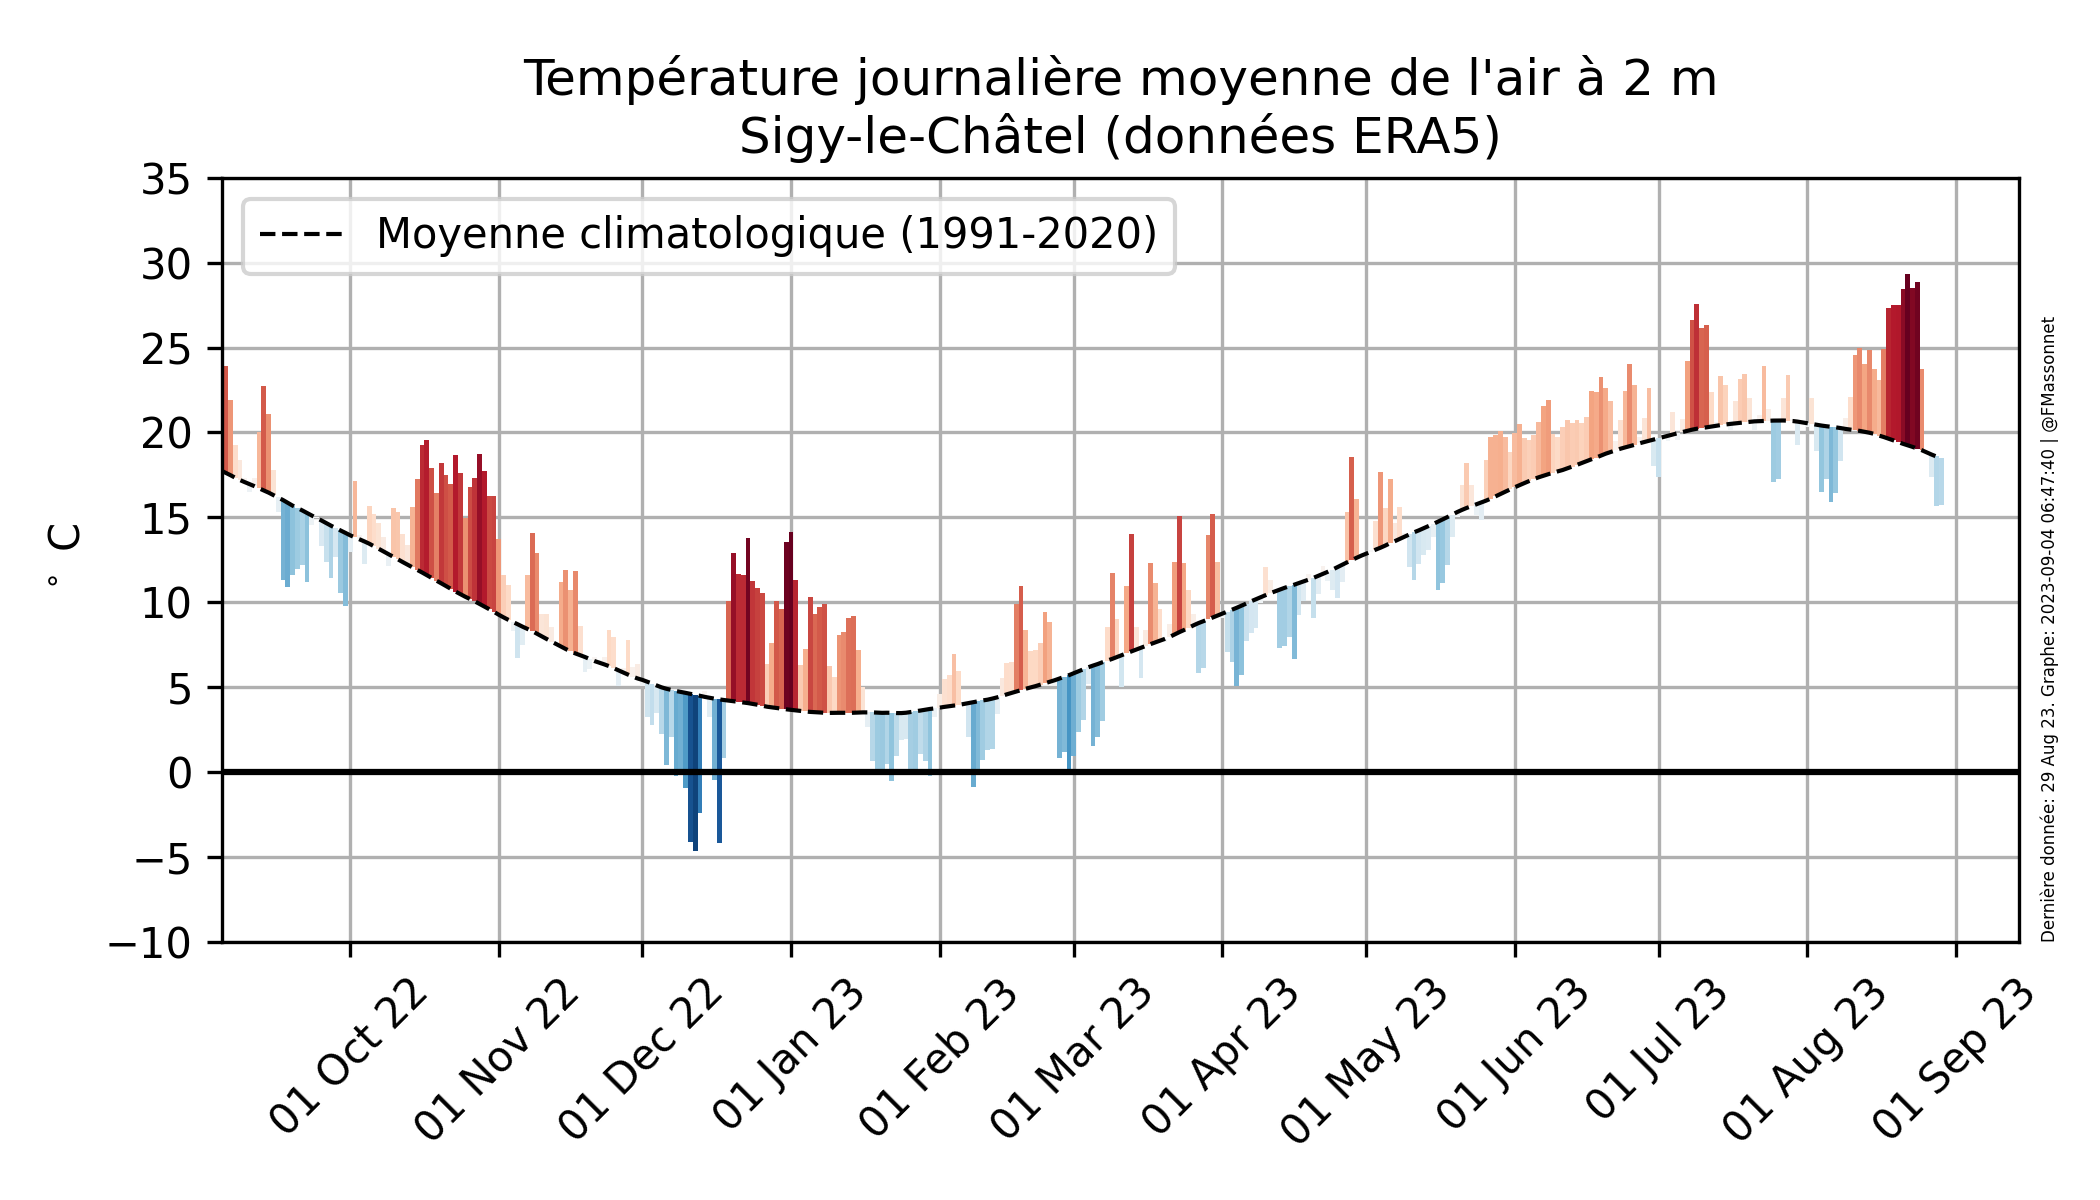 Température journalière moyenne de l'air à 2 m
Sigy-le-Châtel (données ERA5)
Moyenne climatologique (1991-2020)
° C
35
30
25
20
15
10
5
0
−5
−10
01 Oct 22
01 Nov 22
01 Dec 22
01 Jan 23
01 Feb 23
01 Mar 23
01 Apr 23
01 May 23
01 Jun 23
01 Jul 23
01 Aug 23
01 Sep 23
Dernière donnée: 29 Aug 23. Graphe: 2023-09-04 06:47:40 | @FMassonnet